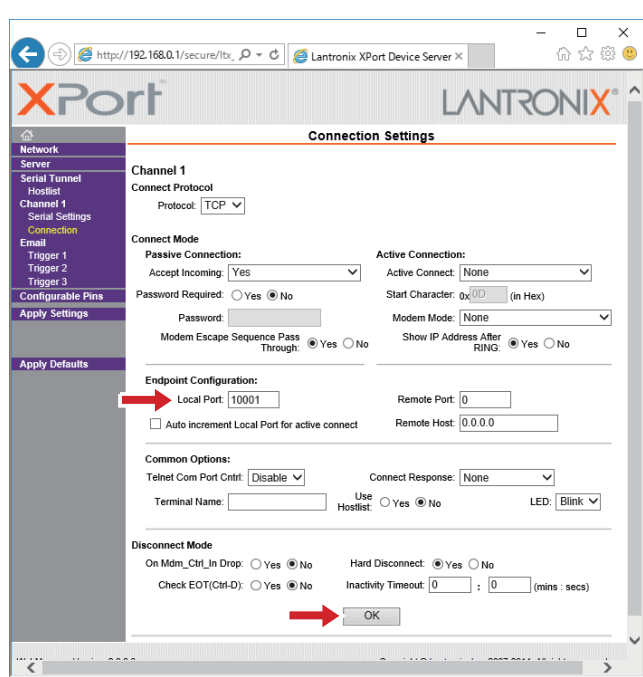 http://192.168.0.1/secure/ltx_
Lantronix XPort Device Server
XPort
LANTRONIX®
Network
Server
Serial Tunnel
Hostlist
Channel 1
Serial Settings
Connection
Email
Trigger 1
Trigger 2
Trigger 3
Configurable Pins
Apply Settings
Apply Defaults
Connection Settings
Channel 1
Connect Protocol
Protocol: TCP
Connect Mode
Passive Connection: Active Connection:
Accept Incoming: Yes Active Connect: None
Password Required: Yes No Start Character: 0x 0D (in Hex)
Password: Modem Mode: None
Modem Escape Sequence Pass Through: Yes No Show IP Address After RING: Yes No
Endpoint Configuration:
Local Port: 10001 Remote Port: 0
Auto increment Local Port for active connect Remote Host: 0.0.0.0
Common Options:
Telnet Com Port Cntrl: Disable Connect Response: None
Terminal Name: Use Hostlist: Yes No LED: Blink
Disconnect Mode
On Mdm_Ctrl_In Drop: Yes No Hard Disconnect: Yes No
Check EOT(Ctrl-D): Yes No Inactivity Timeout: 0 : 0 (mins : secs)
OK